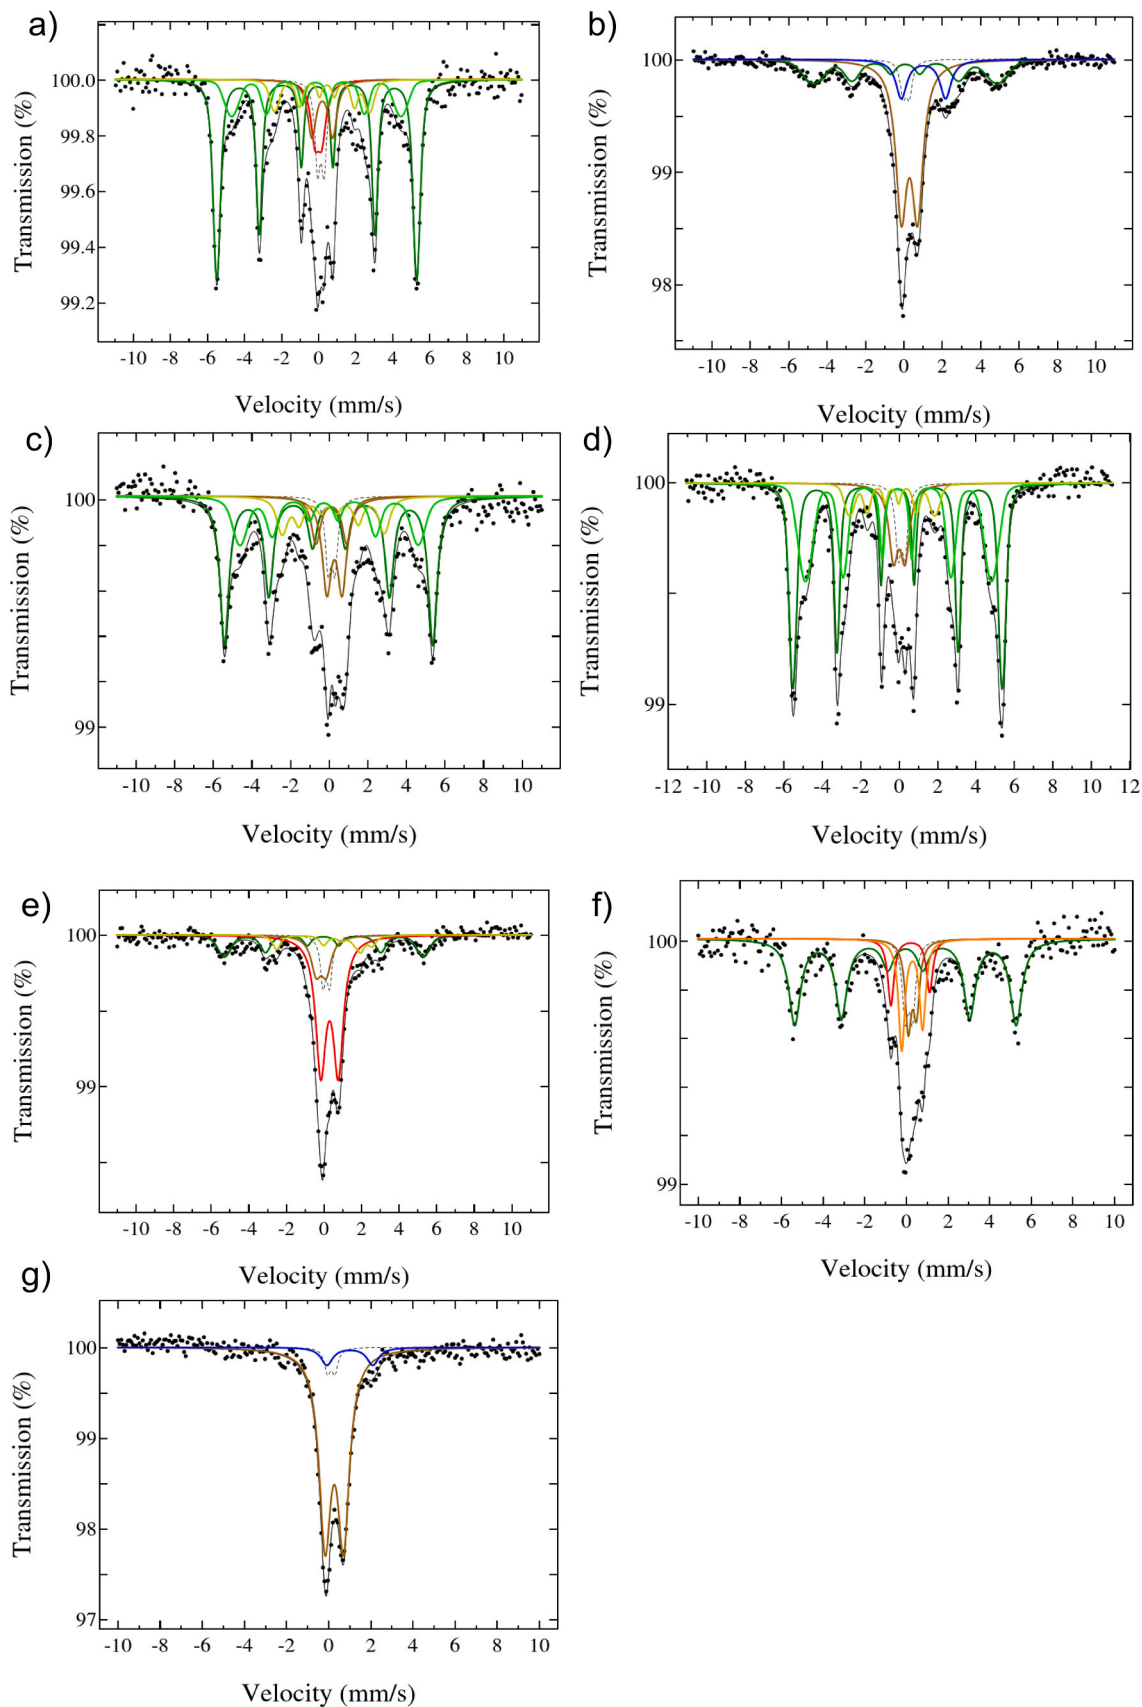 a)
100.0
99.8
99.6
99.4
99.2
Transmission (%)
-10 -8 -6 -4 -2 0 2 4 6 8 10
Velocity (mm/s)
b)
100
99
98
Transmission (%)
-10 -8 -6 -4 -2 0 2 4 6 8 10
Velocity (mm/s)
c)
100
99
Transmission (%)
-10 -8 -6 -4 -2 0 2 4 6 8 10
Velocity (mm/s)
d)
100
99
Transmission (%)
-12 -10 -8 -6 -4 -2 0 2 4 6 8 10 12
Velocity (mm/s)
e)
100
99
Transmission (%)
-10 -8 -6 -4 -2 0 2 4 6 8 10
Velocity (mm/s)
f)
100
99
Transmission (%)
-10 -8 -6 -4 -2 0 2 4 6 8 10
Velocity (mm/s)
g)
100
99
98
97
Transmission (%)
-10 -8 -6 -4 -2 0 2 4 6 8 10
Velocity (mm/s)